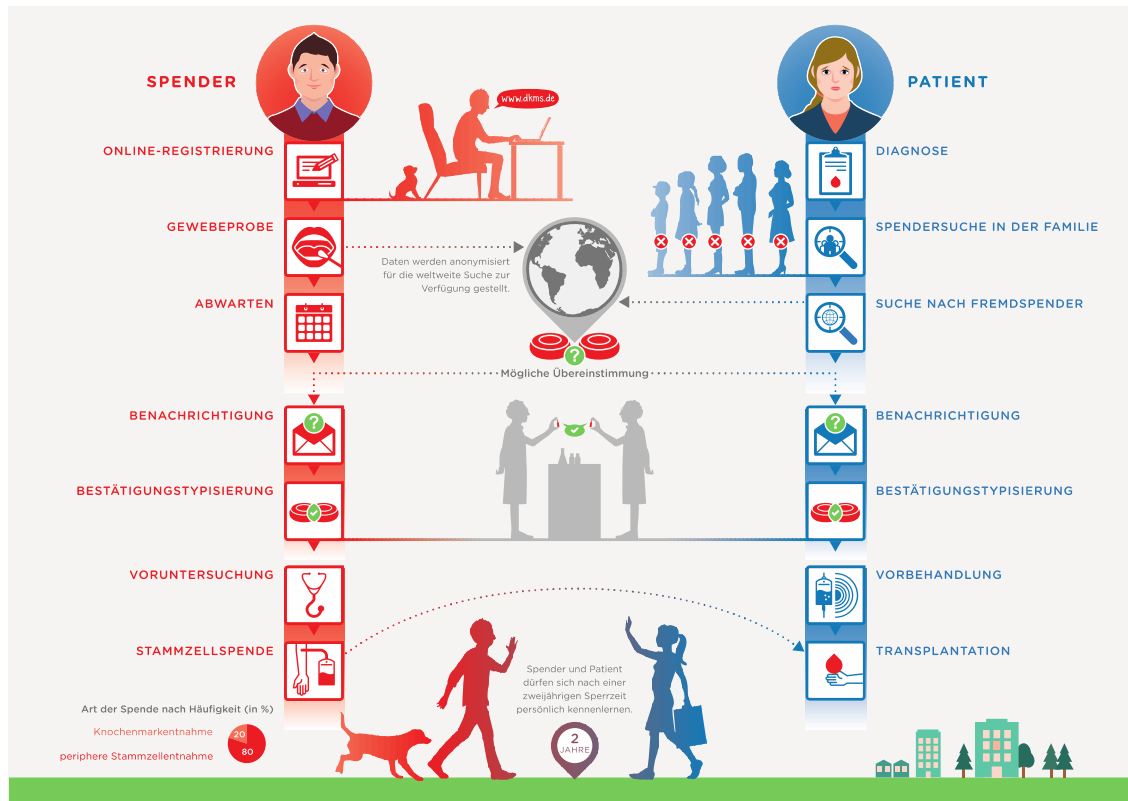 SPENDER
PATIENT
www.dkms.de
ONLINE-REGISTRIERUNG
DIAGNOSE
GEWEBEPROBE
SPENDERSUCHE IN DER FAMILIE
Daten werden anonymisiert
für die weltweite Suche zur
Verfügung gestellt.
ABWARTEN
SUCHE NACH FREMDSPENDER
?
Mögliche Übereinstimmung
BENACHRICHTIGUNG
?
?
BENACHRICHTIGUNG
BESTÄTIGUNGSTYPISIERUNG
BESTÄTIGUNGSTYPISIERUNG
VORUNTERSUCHUNG
VORBEHANDLUNG
STAMMZELLSPENDE
TRANSPLANTATION
Spender und Patient
dürfen sich nach einer
zweijährigen Sperrzeit
persönlich kennenlernen.
2
JAHRE
Art der Spende nach Häufigkeit (in %)
Knochenmarkentnahme
20
periphere Stammzellentnahme
80